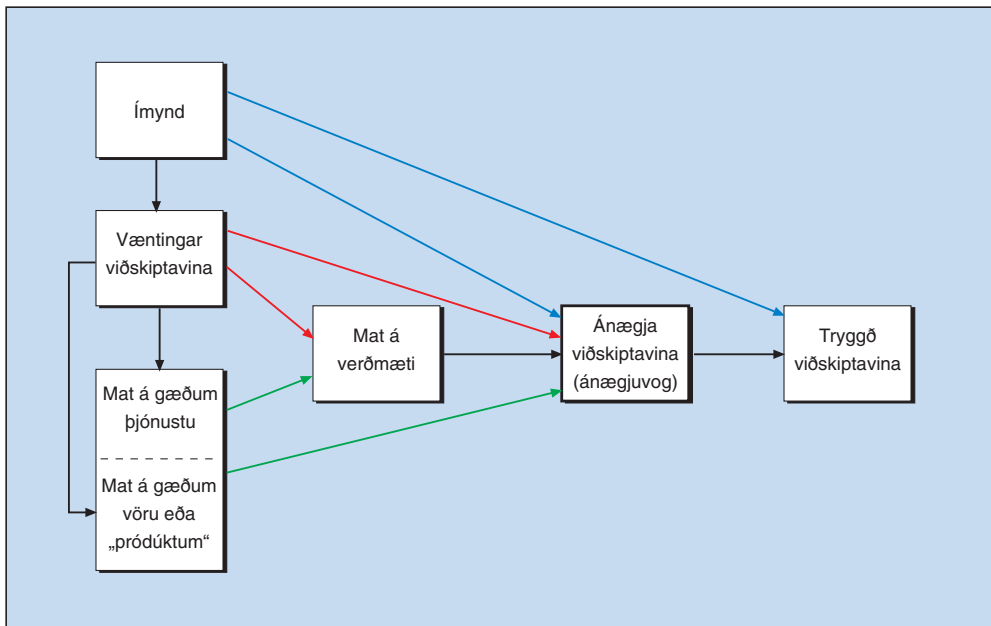 Ímynd
Væntingar
viðskiptavina
Mat á gæðum
þjónustu
Mat á gæðum
vöru eða
„pródúktum“
Mat á
verðmæti
Ánægja
viðskiptavina
(ánægjuvog)
Tryggð
viðskiptavina